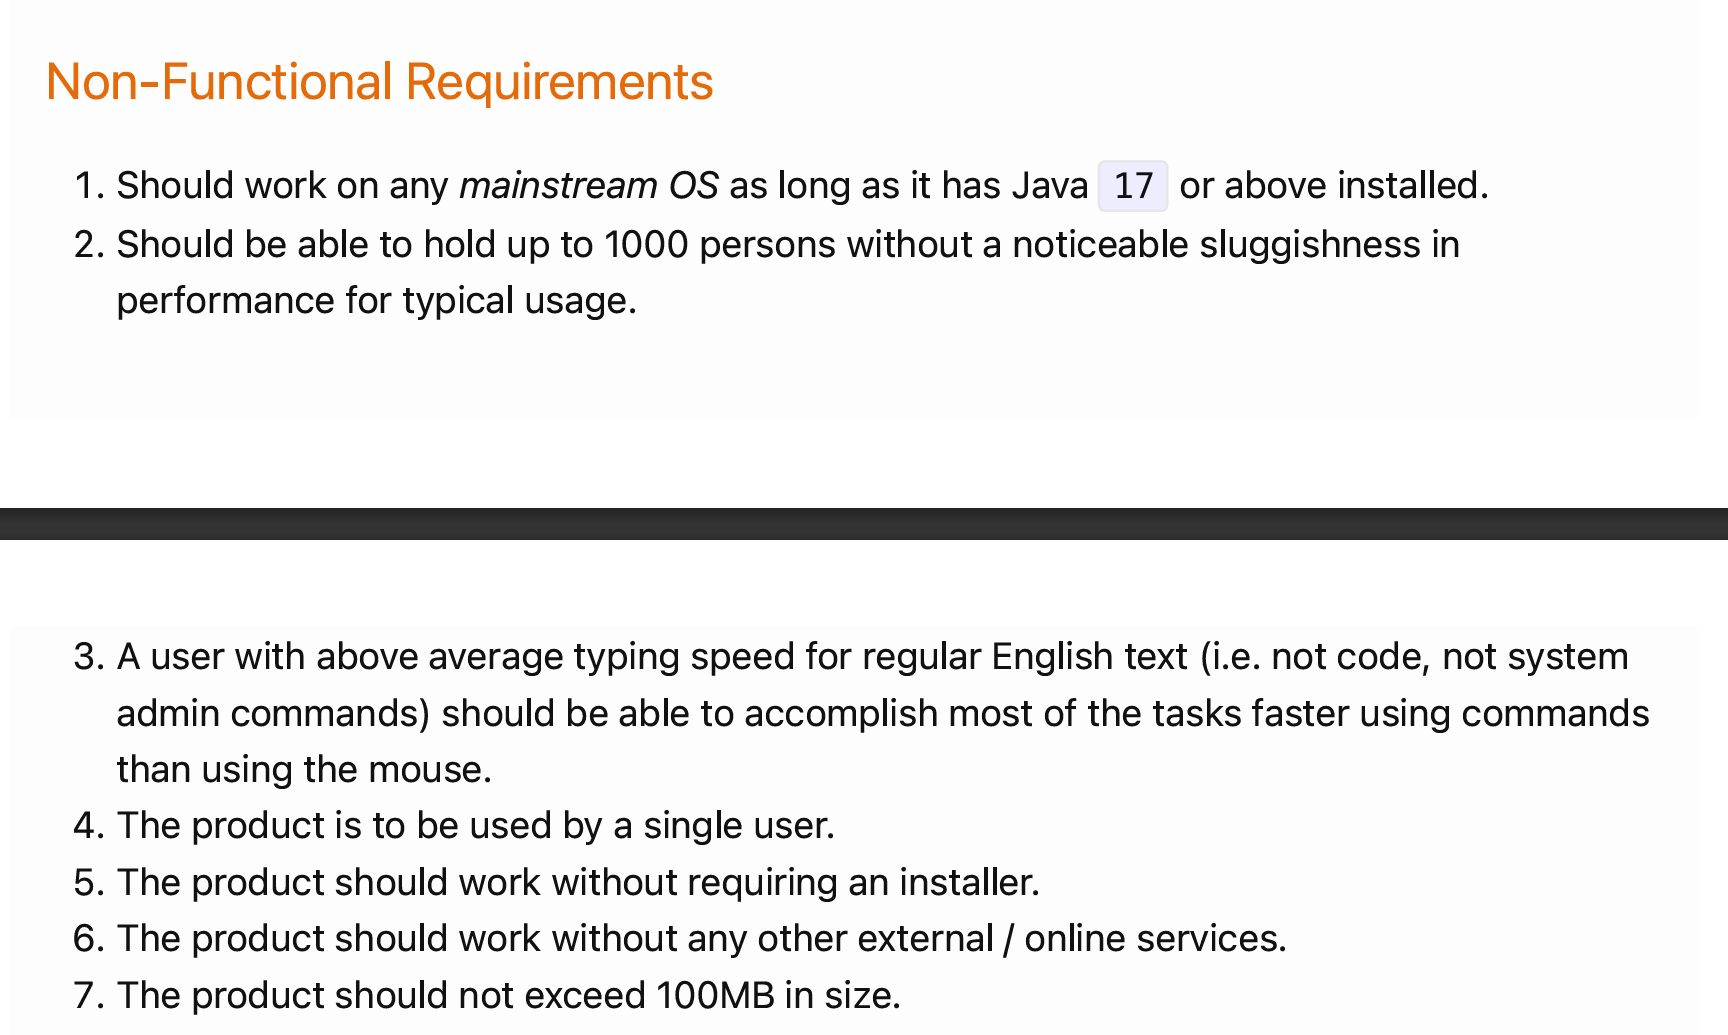 Non-Functional Requirements
1. Should work on any mainstream OS as long as it has Java 17 or above installed.
2. Should be able to hold up to 1000 persons without a noticeable sluggishness in
performance for typical usage.
3. A user with above average typing speed for regular English text (i.e. not code, not system
admin commands) should be able to accomplish most of the tasks faster using commands
than using the mouse.
4. The product is to be used by a single user.
5. The product should work without requiring an installer.
6. The product should work without any other external / online services.
7. The product should not exceed 100MB in size.